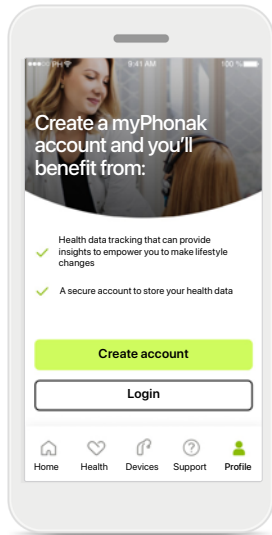 PH 9:41 AM 100 %
Create a myPhonak
account and you'll
benefit from:
Health data tracking that can provide
insights to empower you to make lifestyle
changes
A secure account to store your health data
Create account
Login
Home Health Devices Support Profile